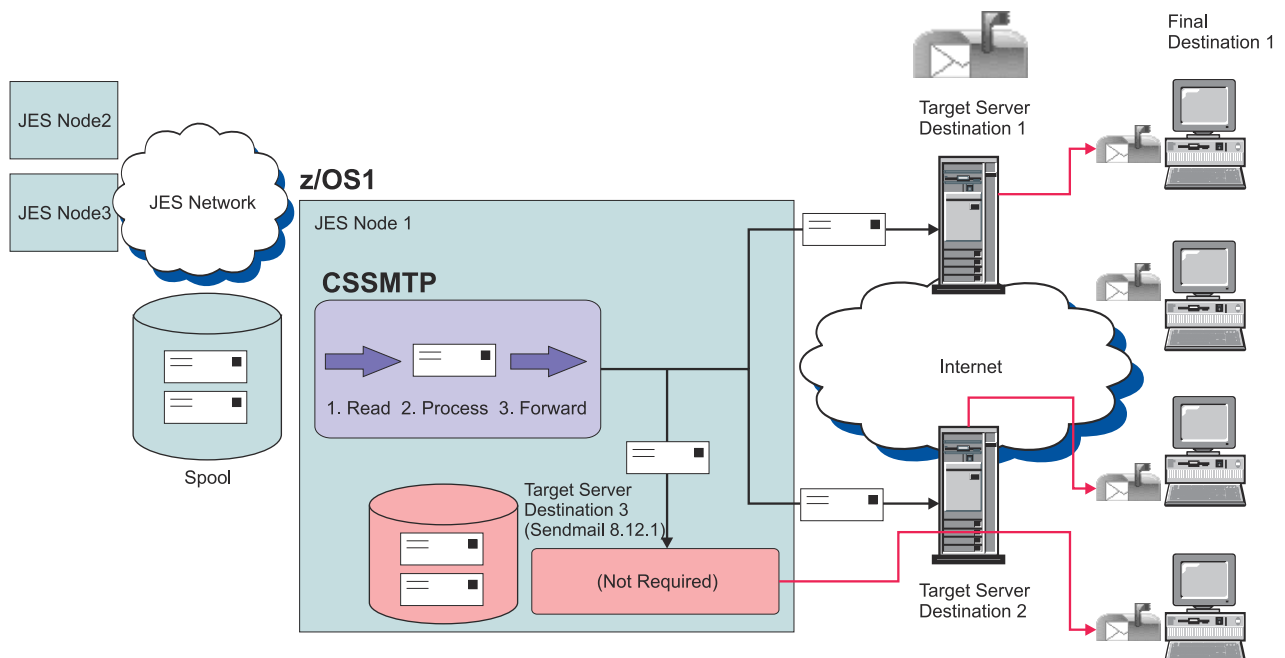 Final
Destination 1
Target Server
Destination 1
JES Node2
JES Node3
JES Network
z/OS1
JES Node 1
CSSMTP
1. Read 2. Process 3. Forward
Internet
Spool
Target Server
Destination 3
(Sendmail 8.12.1)
(Not Required)
Target Server
Destination 2